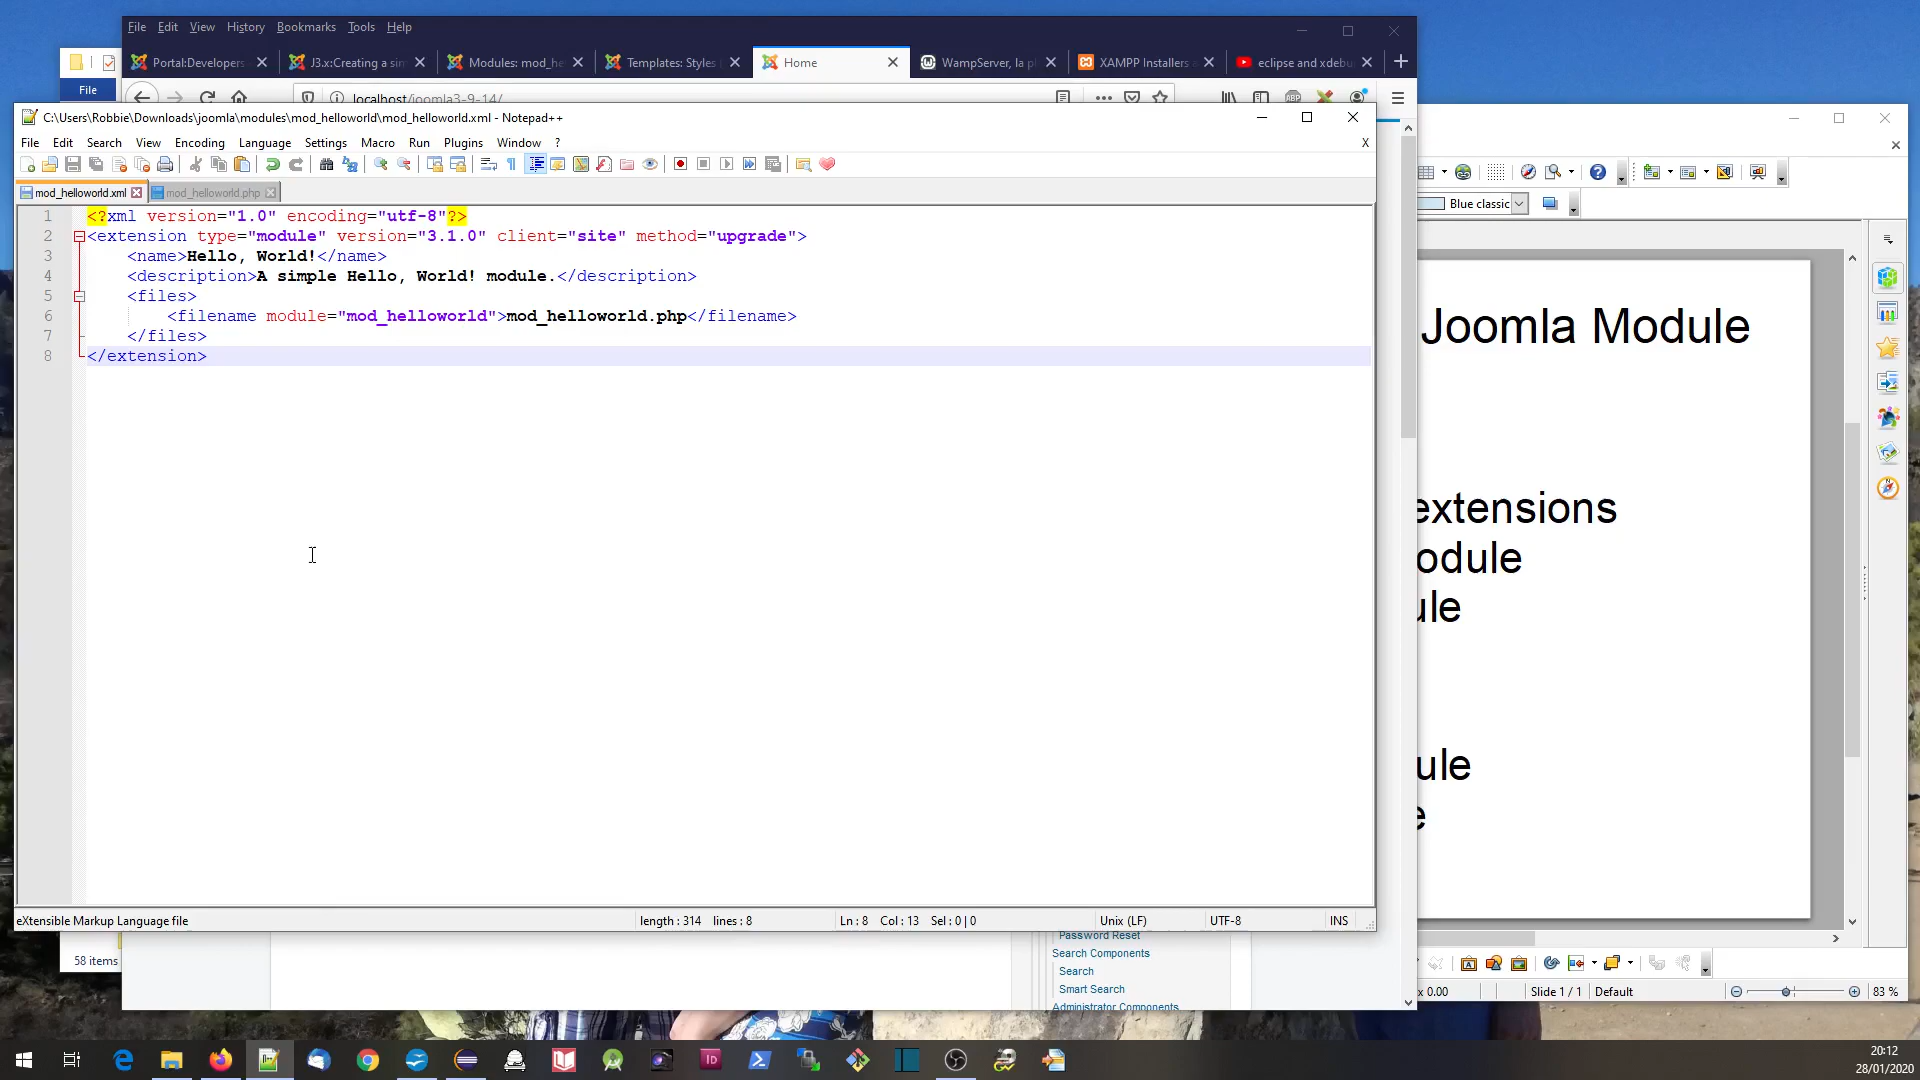 File Edit View History Bookmarks Tools Help
Portal:Developers
J3.x:Creating a sim
Modules: mod_he
Templates: Styles
Home
WampServer, la pl
XAMPP Installers a
eclipse and xdebu
File
localhost/joomla3-9-14/
C:\Users\Robbie\Downloads\joomla\modules\mod_helloworld\mod_helloworld.xml - Notepad++
File Edit Search View Encoding Language Settings Macro Run Plugins Window ?
X
mod_helloworld.xml
mod_helloworld.php
1 <?xml version="1.0" encoding="utf-8"?>
2 <extension type="module" version="3.1.0" client="site" method="upgrade">
3 <name>Hello, World!</name>
4 <description>A simple Hello, World! module.</description>
5 <files>
6 <filename module="mod_helloworld">mod_helloworld.php</filename>
7 </files>
8 </extension>
eXtensible Markup Language file
length : 314 lines : 8
Ln : 8 Col : 13 Sel : 0 | 0
Unix (LF)
UTF-8
INS
Blue classic
Joomla Module
extensions
odule
ule
ule
e
58 items
Password Reset
Search Components
Search
Smart Search
Administrator Components
x 0.00
Slide 1 / 1
Default
83 %
20:12
28/01/2020